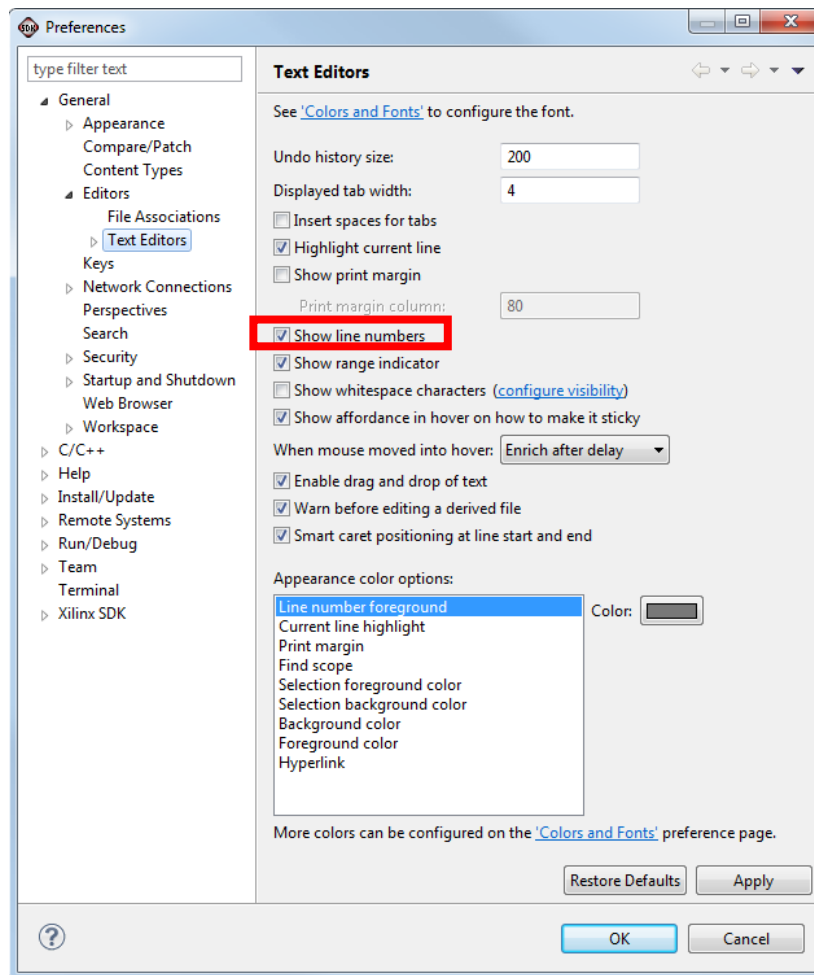 SDK Preferences
type filter text
General
Appearance
Compare/Patch
Content Types
Editors
File Associations
Text Editors
Keys
Network Connections
Perspectives
Search
Security
Startup and Shutdown
Web Browser
Workspace
C/C++
Help
Install/Update
Remote Systems
Run/Debug
Team
Terminal
Xilinx SDK
Text Editors
See 'Colors and Fonts' to configure the font.
Undo history size: 200
Displayed tab width: 4
Insert spaces for tabs
Highlight current line
Show print margin
Print margin column: 80
Show line numbers
Show range indicator
Show whitespace characters (configure visibility)
Show affordance in hover on how to make it sticky
When mouse moved into hover: Enrich after delay
Enable drag and drop of text
Warn before editing a derived file
Smart caret positioning at line start and end
Appearance color options:
Line number foreground
Current line highlight
Print margin
Find scope
Selection foreground color
Selection background color
Background color
Foreground color
Hyperlink
Color:
More colors can be configured on the 'Colors and Fonts' preference page.
Restore Defaults Apply
? OK Cancel